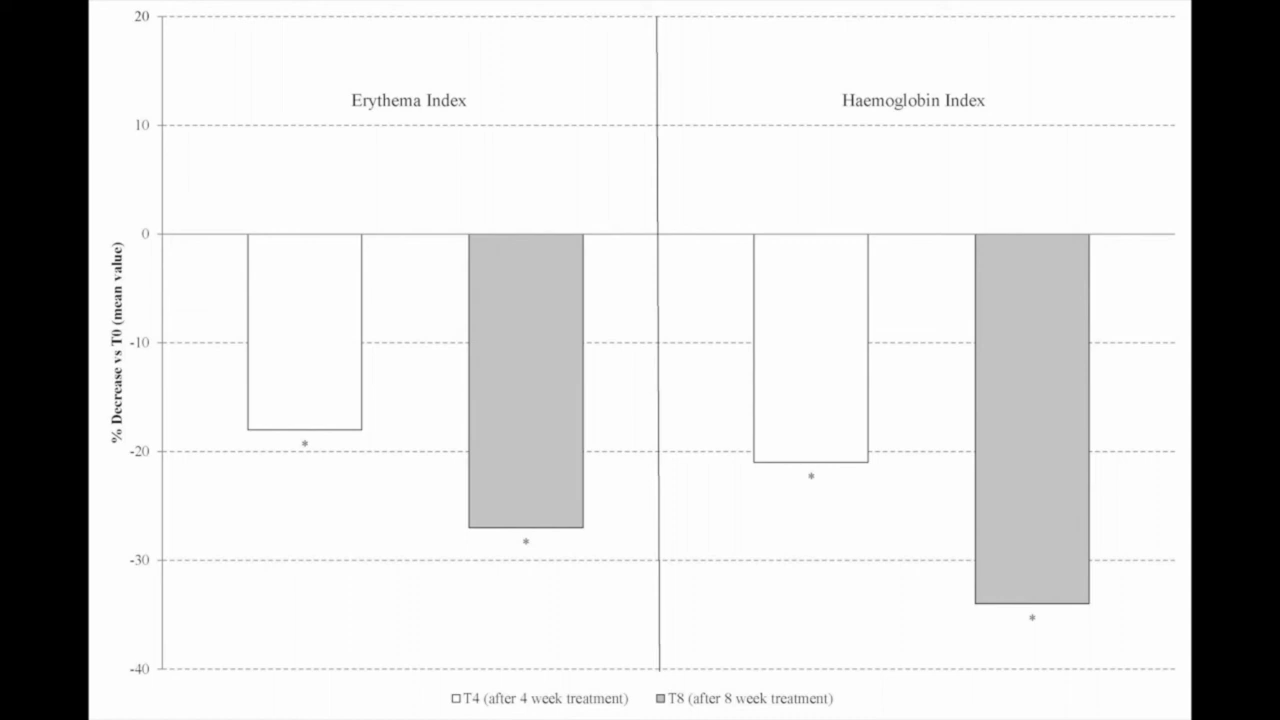 20
Erythema Index
Haemoglobin Index
10
0
% Decrease vs T0 (mean value)
-10
*
-20
*
*
-30
*
-40
T4 (after 4 week treatment)
T8 (after 8 week treatment)